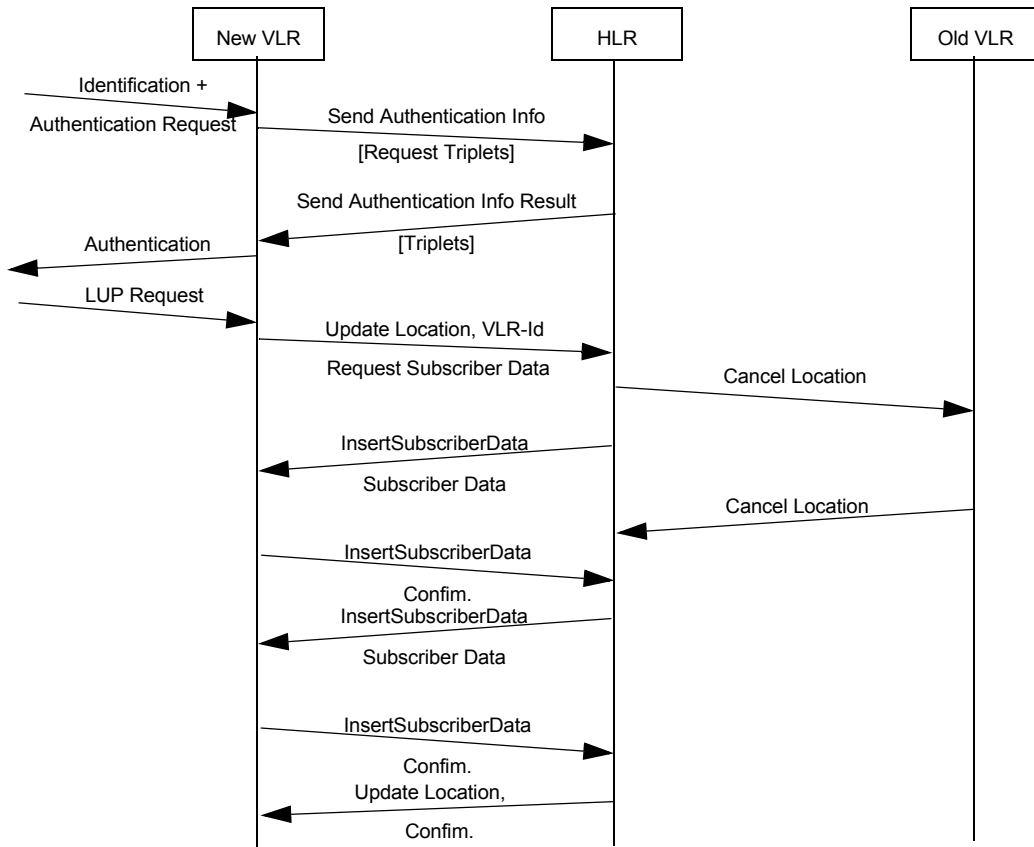 New VLR
HLR
Old VLR
Identification +
Authentication Request
Send Authentication Info
[Request Triplets]
Send Authentication Info Result
[Triplets]
Authentication
LUP Request
Update Location, VLR-Id
Request Subscriber Data
Cancel Location
InsertSubscriberData
Subscriber Data
Cancel Location
InsertSubscriberData
Confim.
InsertSubscriberData
Subscriber Data
InsertSubscriberData
Confim.
Update Location,
Confim.